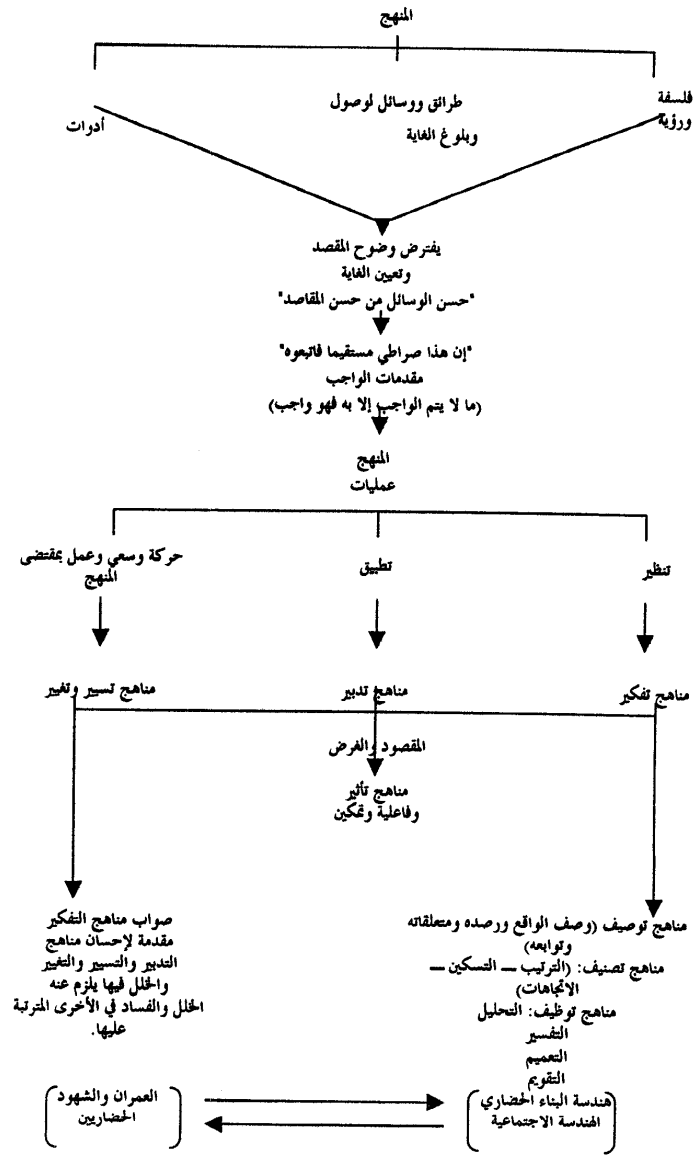 المنهج
فلسفة
ورؤية
طرائق ووسائل لوصول
وبلوغ الغاية
أدوات
يفترض وضوح المقصد
وتعيين الغاية
"حسن الوسائل من حسن المقاصد"
"إن هذا صراطي مستقيما فاتبعوه"
مقدمات الواجب
(ما لا يتم الواجب إلا به فهو واجب)
المنهج
عمليات
تنظير
تطبيق
حركة وسعي وعمل بمقتضى
المنهج
مناهج تفكير
مناهج تدبير
مناهج تسيير وتغيير
المقصود والغرض
مناهج تأثير
وفاعلية وتمكين
مناهج توصيف (وصف الواقع ورصده ومتعلقاته
وتوابعه)
مناهج تصنيف: (الترتيب – التسكين –
الاتجاهات)
مناهج توظيف: التحليل
التفسير
التعميم
التقويم
صواب مناهج التفكير
مقدمة لإحسان مناهج
التدبير والتسيير والتغيير
والخلل فيها يلزم عنه
الخلل والفساد في الأخرى المترتبة
عليها.
هندسة البناء الحضاري
الهندسة الاجتماعية
العمران والشهود
الحضاريين